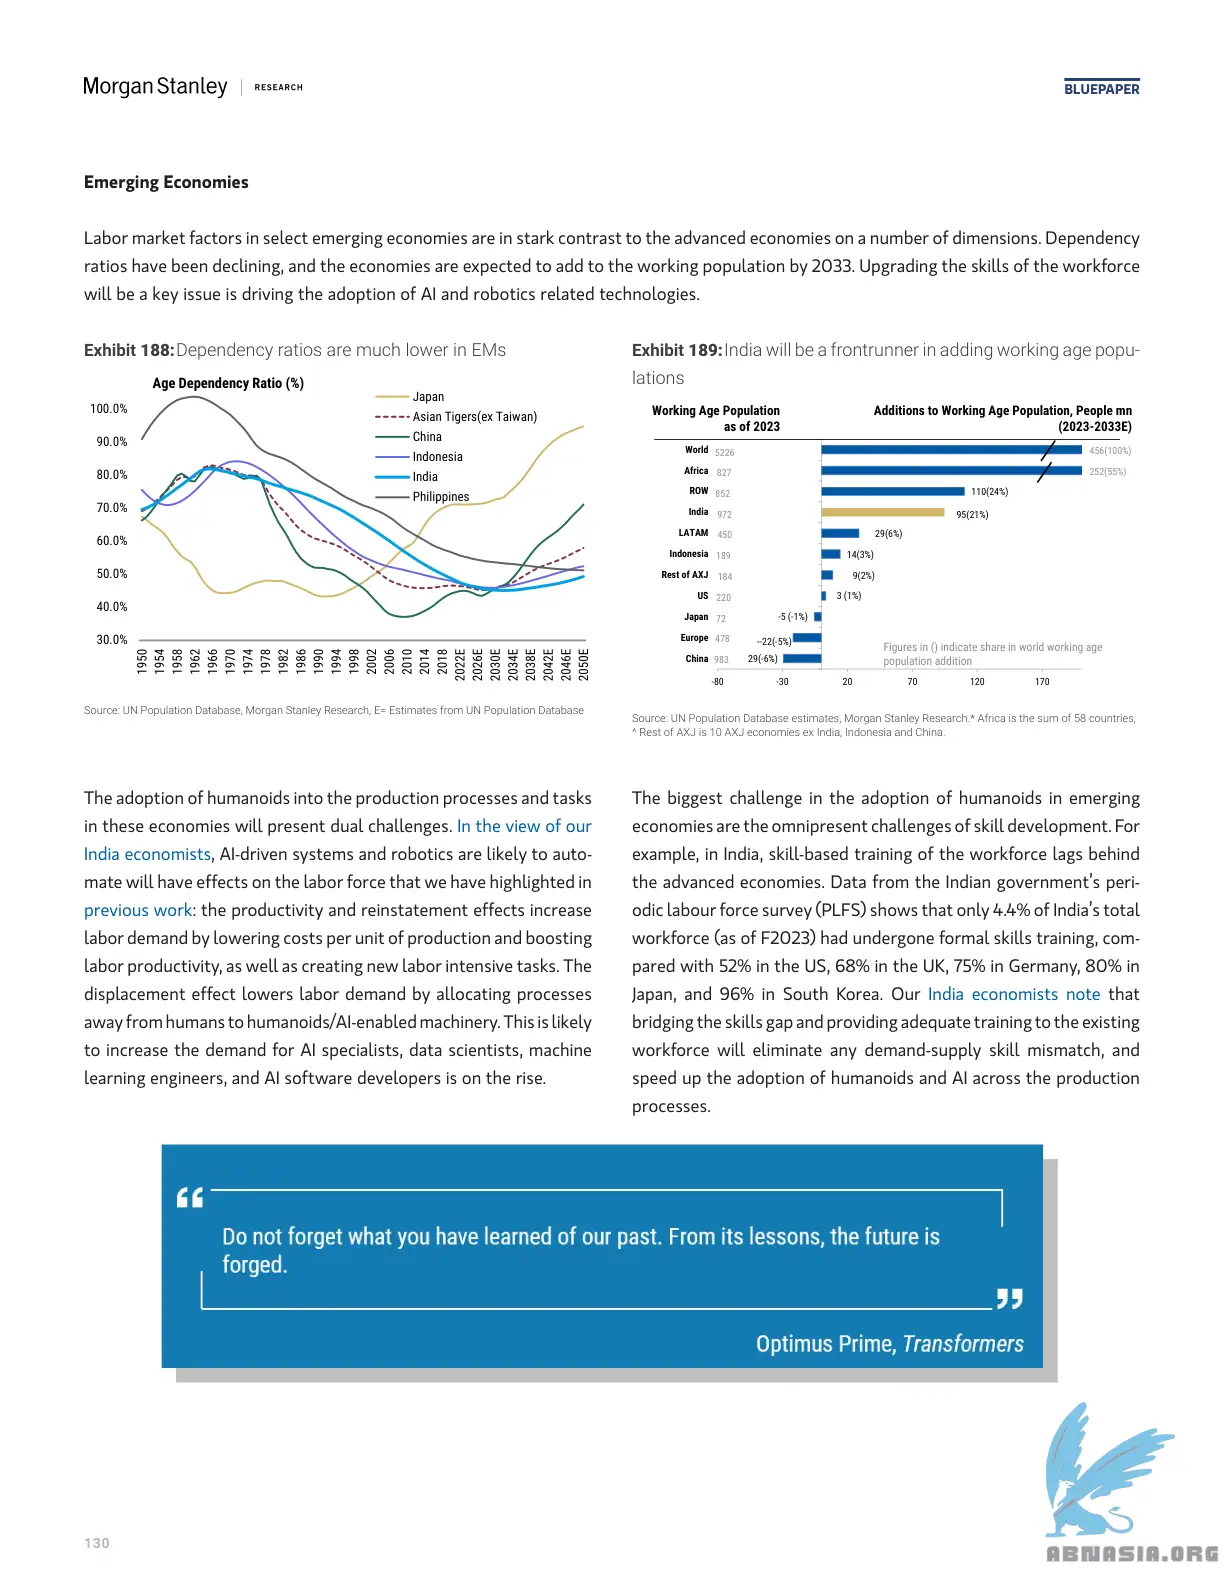 Morgan Stanley | RESEARCH
BLUEPAPER
Emerging Economies
Labor market factors in select emerging economies are in stark contrast to the advanced economies on a number of dimensions. Dependency
ratios have been declining, and the economies are expected to add to the working population by 2033. Upgrading the skills of the workforce
will be a key issue is driving the adoption of AI and robotics related technologies.
Exhibit 188: Dependency ratios are much lower in EMs
Age Dependency Ratio (%)
100.0%
90.0%
80.0%
70.0%
60.0%
50.0%
40.0%
30.0%
Japan
Asian Tigers(ex Taiwan)
China
Indonesia
India
Philippines
1950 1954 1958 1962 1966 1970 1974 1978 1982 1986 1990 1994 1998 2002 2006 2010 2014 2018 2022E 2026E 2030E 2034E 2038E 2042E 2046E 2050E
Source: UN Population Database, Morgan Stanley Research, E= Estimates from UN Population Database
Exhibit 189: India will be a frontrunner in adding working age popu-
lations
Working Age Population
as of 2023
Additions to Working Age Population, People mn
(2023-2033E)
World 5226 456(100%)
Africa 827 252(55%)
ROW 852 110(24%)
India 972 95(21%)
LATAM 450 29(6%)
Indonesia 189 14(3%)
Rest of AXJ 184 9(2%)
US 220 3 (1%)
Japan 72 -5 (-1%)
Europe 478 --22(-5%)
China 983 29(-6%)
Figures in () indicate share in world working age
population addition
-80 -30 20 70 120 170
Source: UN Population Database estimates, Morgan Stanley Research.* Africa is the sum of 58 countries,
^ Rest of AXJ is 10 AXJ economies ex India, Indonesia and China.
The adoption of humanoids into the production processes and tasks
in these economies will present dual challenges. In the view of our
India economists, AI-driven systems and robotics are likely to auto-
mate will have effects on the labor force that we have highlighted in
previous work: the productivity and reinstatement effects increase
labor demand by lowering costs per unit of production and boosting
labor productivity, as well as creating new labor intensive tasks. The
displacement effect lowers labor demand by allocating processes
away from humans to humanoids/AI-enabled machinery. This is likely
to increase the demand for AI specialists, data scientists, machine
learning engineers, and AI software developers is on the rise.
The biggest challenge in the adoption of humanoids in emerging
economies are the omnipresent challenges of skill development. For
example, in India, skill-based training of the workforce lags behind
the advanced economies. Data from the Indian government's peri-
odic labour force survey (PLFS) shows that only 4.4% of India's total
workforce (as of F2023) had undergone formal skills training, com-
pared with 52% in the US, 68% in the UK, 75% in Germany, 80% in
Japan, and 96% in South Korea. Our India economists note that
bridging the skills gap and providing adequate training to the existing
workforce will eliminate any demand-supply skill mismatch, and
speed up the adoption of humanoids and AI across the production
processes.
“
Do not forget what you have learned of our past. From its lessons, the future is
forged.
”
Optimus Prime, Transformers
130
ABNASIA.ORG